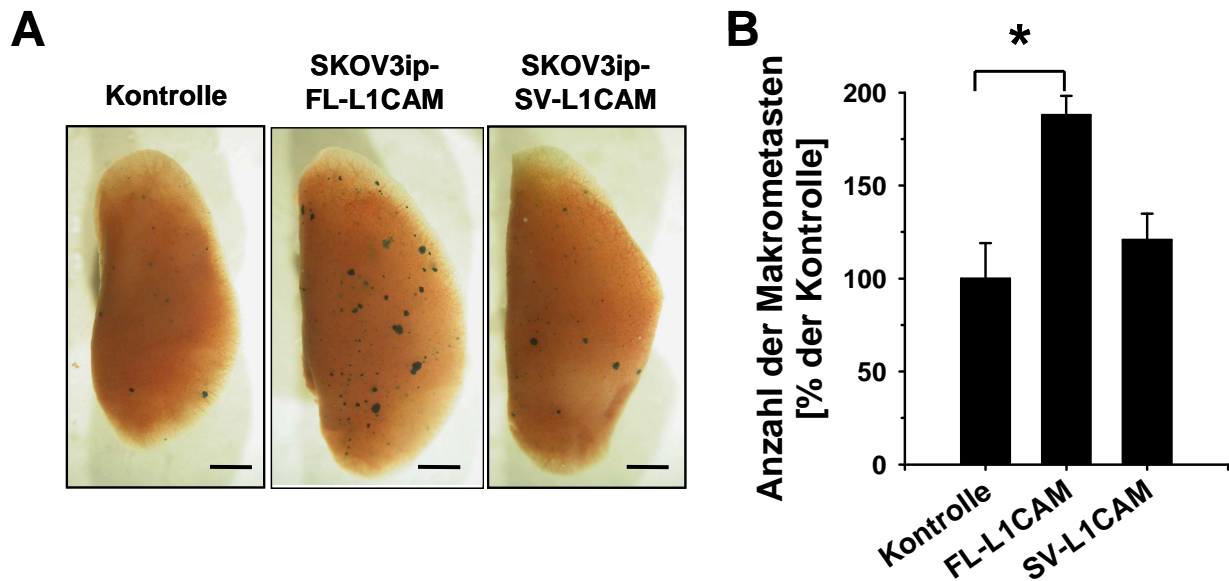 A
Kontrolle
SKOV3ip-
FL-L1CAM
SKOV3ip-
SV-L1CAM
B
*
Anzahl der Makrometasten
[% der Kontrolle]
200
150
100
50
0
Kontrolle
FL-L1CAM
SV-L1CAM